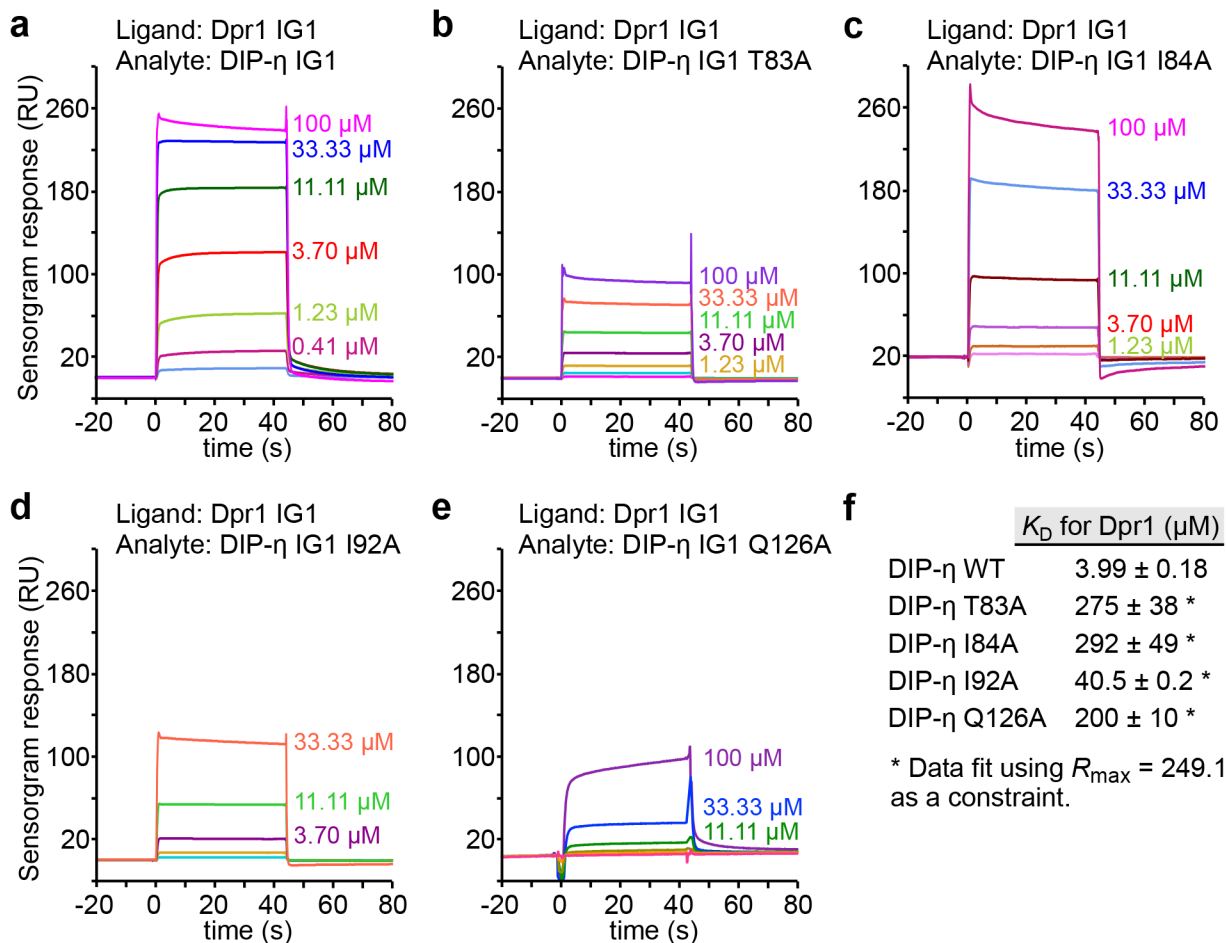 a
Ligand: Dpr1 IG1
Analyte: DIP-η IG1
Sensorgram response (RU)
260
180
100
20
100 µM
33.33 µM
11.11 µM
3.70 µM
1.23 µM
0.41 µM
-20 0 20 40 60 80
time (s)
b
Ligand: Dpr1 IG1
Analyte: DIP-η IG1 T83A
260
180
100
20
100 µM
33.33 µM
11.11 µM
3.70 µM
1.23 µM
-20 0 20 40 60 80
time (s)
c
Ligand: Dpr1 IG1
Analyte: DIP-η IG1 I84A
260
180
100
20
100 µM
33.33 µM
11.11 µM
3.70 µM
1.23 µM
-20 0 20 40 60 80
time (s)
d
Ligand: Dpr1 IG1
Analyte: DIP-η IG1 I92A
Sensorgram response (RU)
260
180
100
20
33.33 µM
11.11 µM
3.70 µM
-20 0 20 40 60 80
time (s)
e
Ligand: Dpr1 IG1
Analyte: DIP-η IG1 Q126A
260
180
100
20
100 µM
33.33 µM
11.11 µM
-20 0 20 40 60 80
time (s)
f
KD for Dpr1 (µM)
DIP-η WT 3.99 ± 0.18
DIP-η T83A 275 ± 38 *
DIP-η I84A 292 ± 49 *
DIP-η I92A 40.5 ± 0.2 *
DIP-η Q126A 200 ± 10 *
* Data fit using Rmax = 249.1
as a constraint.